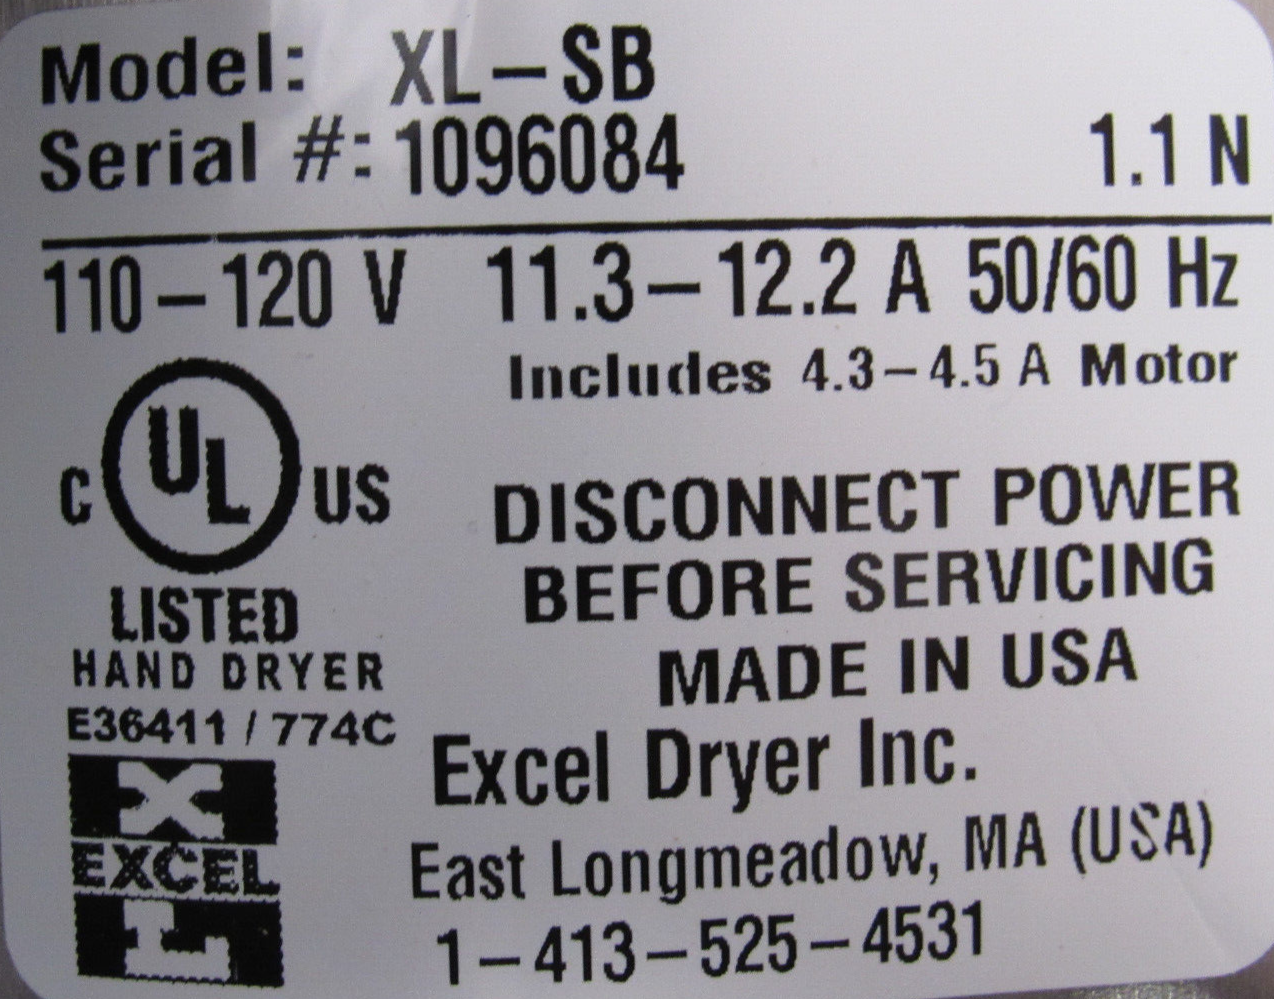 Model: XL-SB
Serial #: 1096084 1.1 N
110-120 V 11.3-12.2 A 50/60 Hz
Includes 4.3-4.5 A Motor
C UL US
LISTED
HAND DRYER
E36411 / 774C
DISCONNECT POWER
BEFORE SERVICING
MADE IN USA
Excel Dryer Inc.
East Longmeadow, MA (USA)
1-413-525-4531
X
EXCEL
L